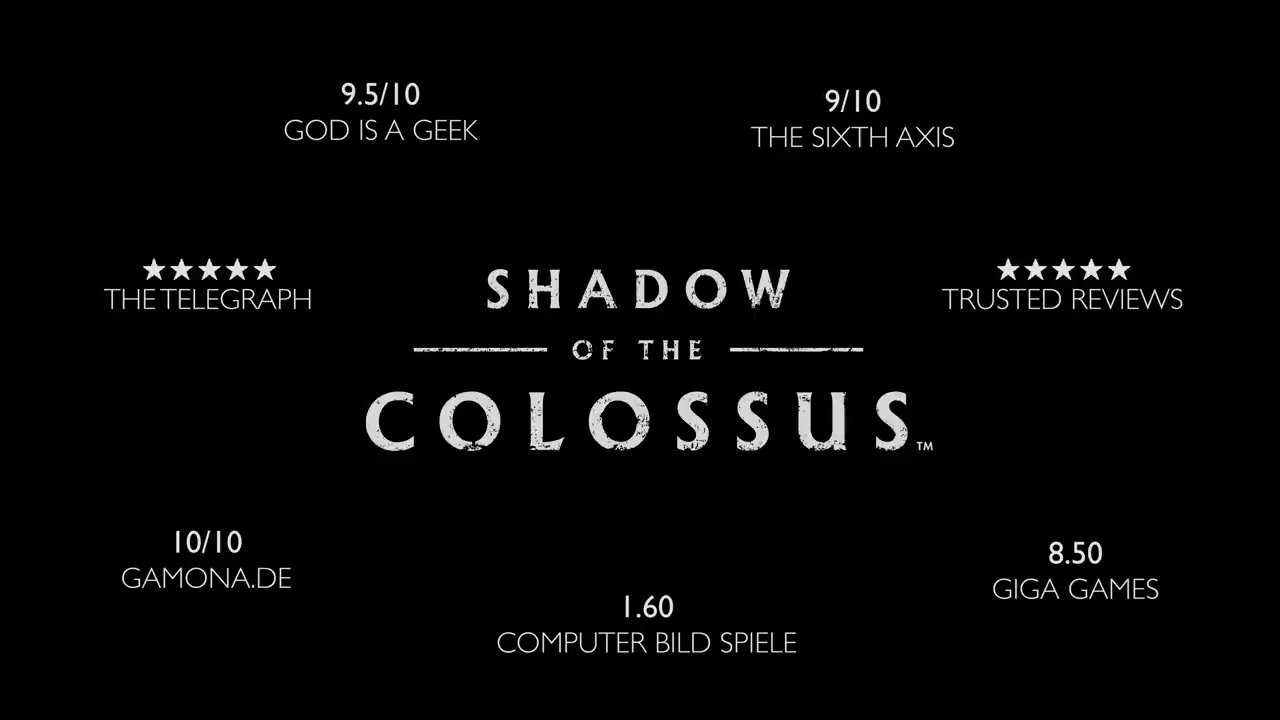 9.5/10
GOD IS A GEEK
9/10
THE SIXTH AXIS
★★★★★
THE TELEGRAPH
SHADOW
OF THE
COLOSSUS™
★★★★★
TRUSTED REVIEWS
10/10
GAMONA.DE
1.60
COMPUTER BILD SPIELE
8.50
GIGA GAMES